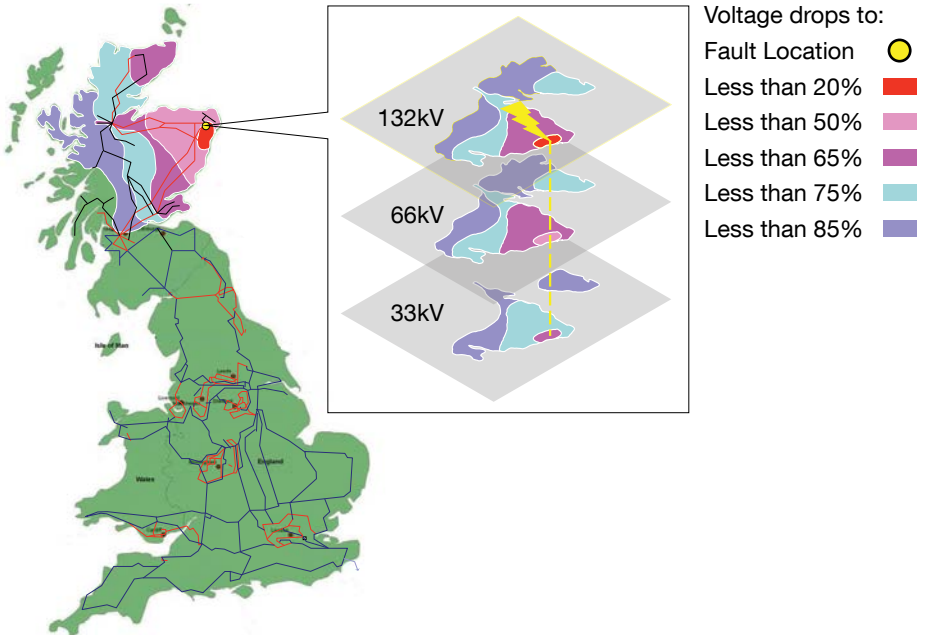 Voltage drops to:
Fault Location
Less than 20%
Less than 50%
Less than 65%
Less than 75%
Less than 85%
132kV
66kV
33kV
Isle of Man
Leeds
England
Wales